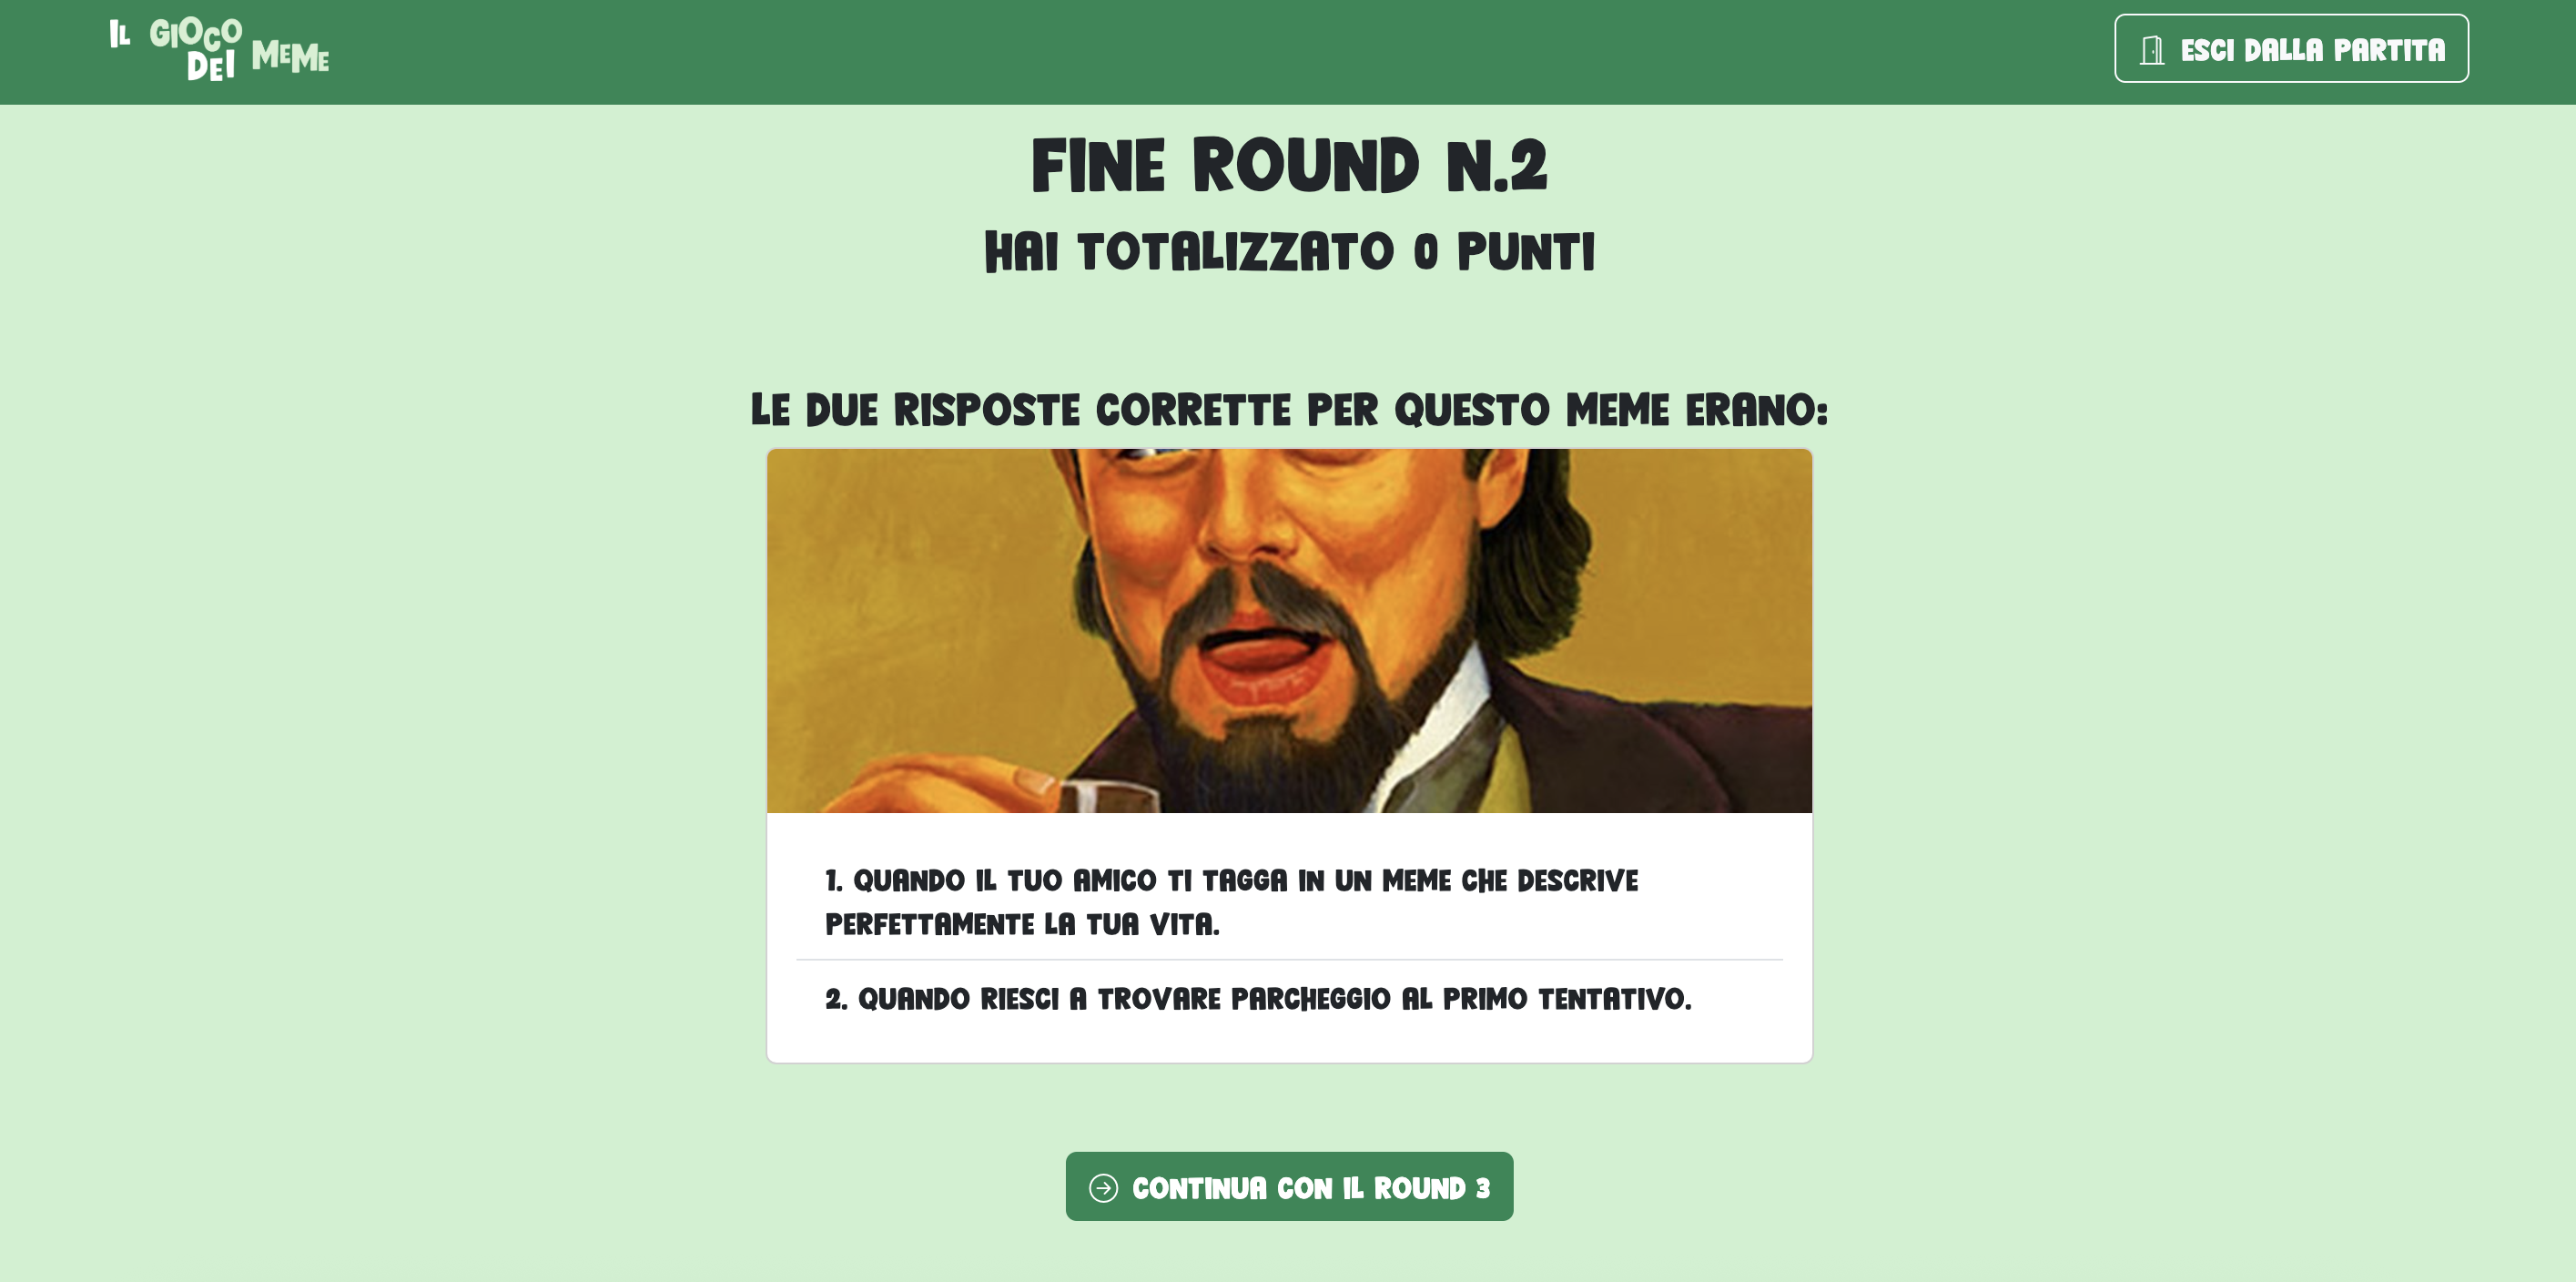 IL GIOCO DEI MEME
ESCI DALLA PARTITA
FINE ROUND N.2
HAI TOTALIZZATO 0 PUNTI
LE DUE RISPOSTE CORRETTE PER QUESTO MEME ERANO:
1. QUANDO IL TUO AMICO TI TAGGA IN UN MEME CHE DESCRIVE
PERFETTAMENTE LA TUA VITA.
2. QUANDO RIESCI A TROVARE PARCHEGGIO AL PRIMO TENTATIVO.
CONTINUA CON IL ROUND 3